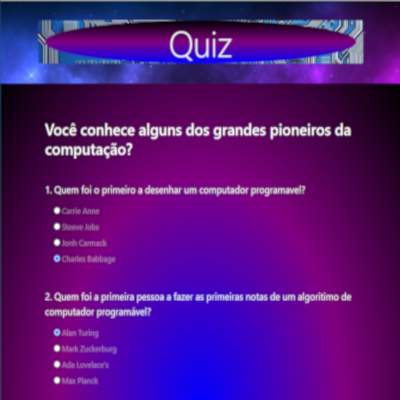 Quiz
Você conhece alguns dos grandes pioneiros da
computação?
1. Quem foi o primeiro a desenhar um computador programavel?
Carrie Anne
Steeve Jobs
Jonh Carmack
Charles Babbage
2. Quem foi a primeira pessoa a fazer as primeiras notas de um algoritimo de
computador programável?
Alan Turing
Mark Zuckerburg
Ada Lovelace's
Max Planck